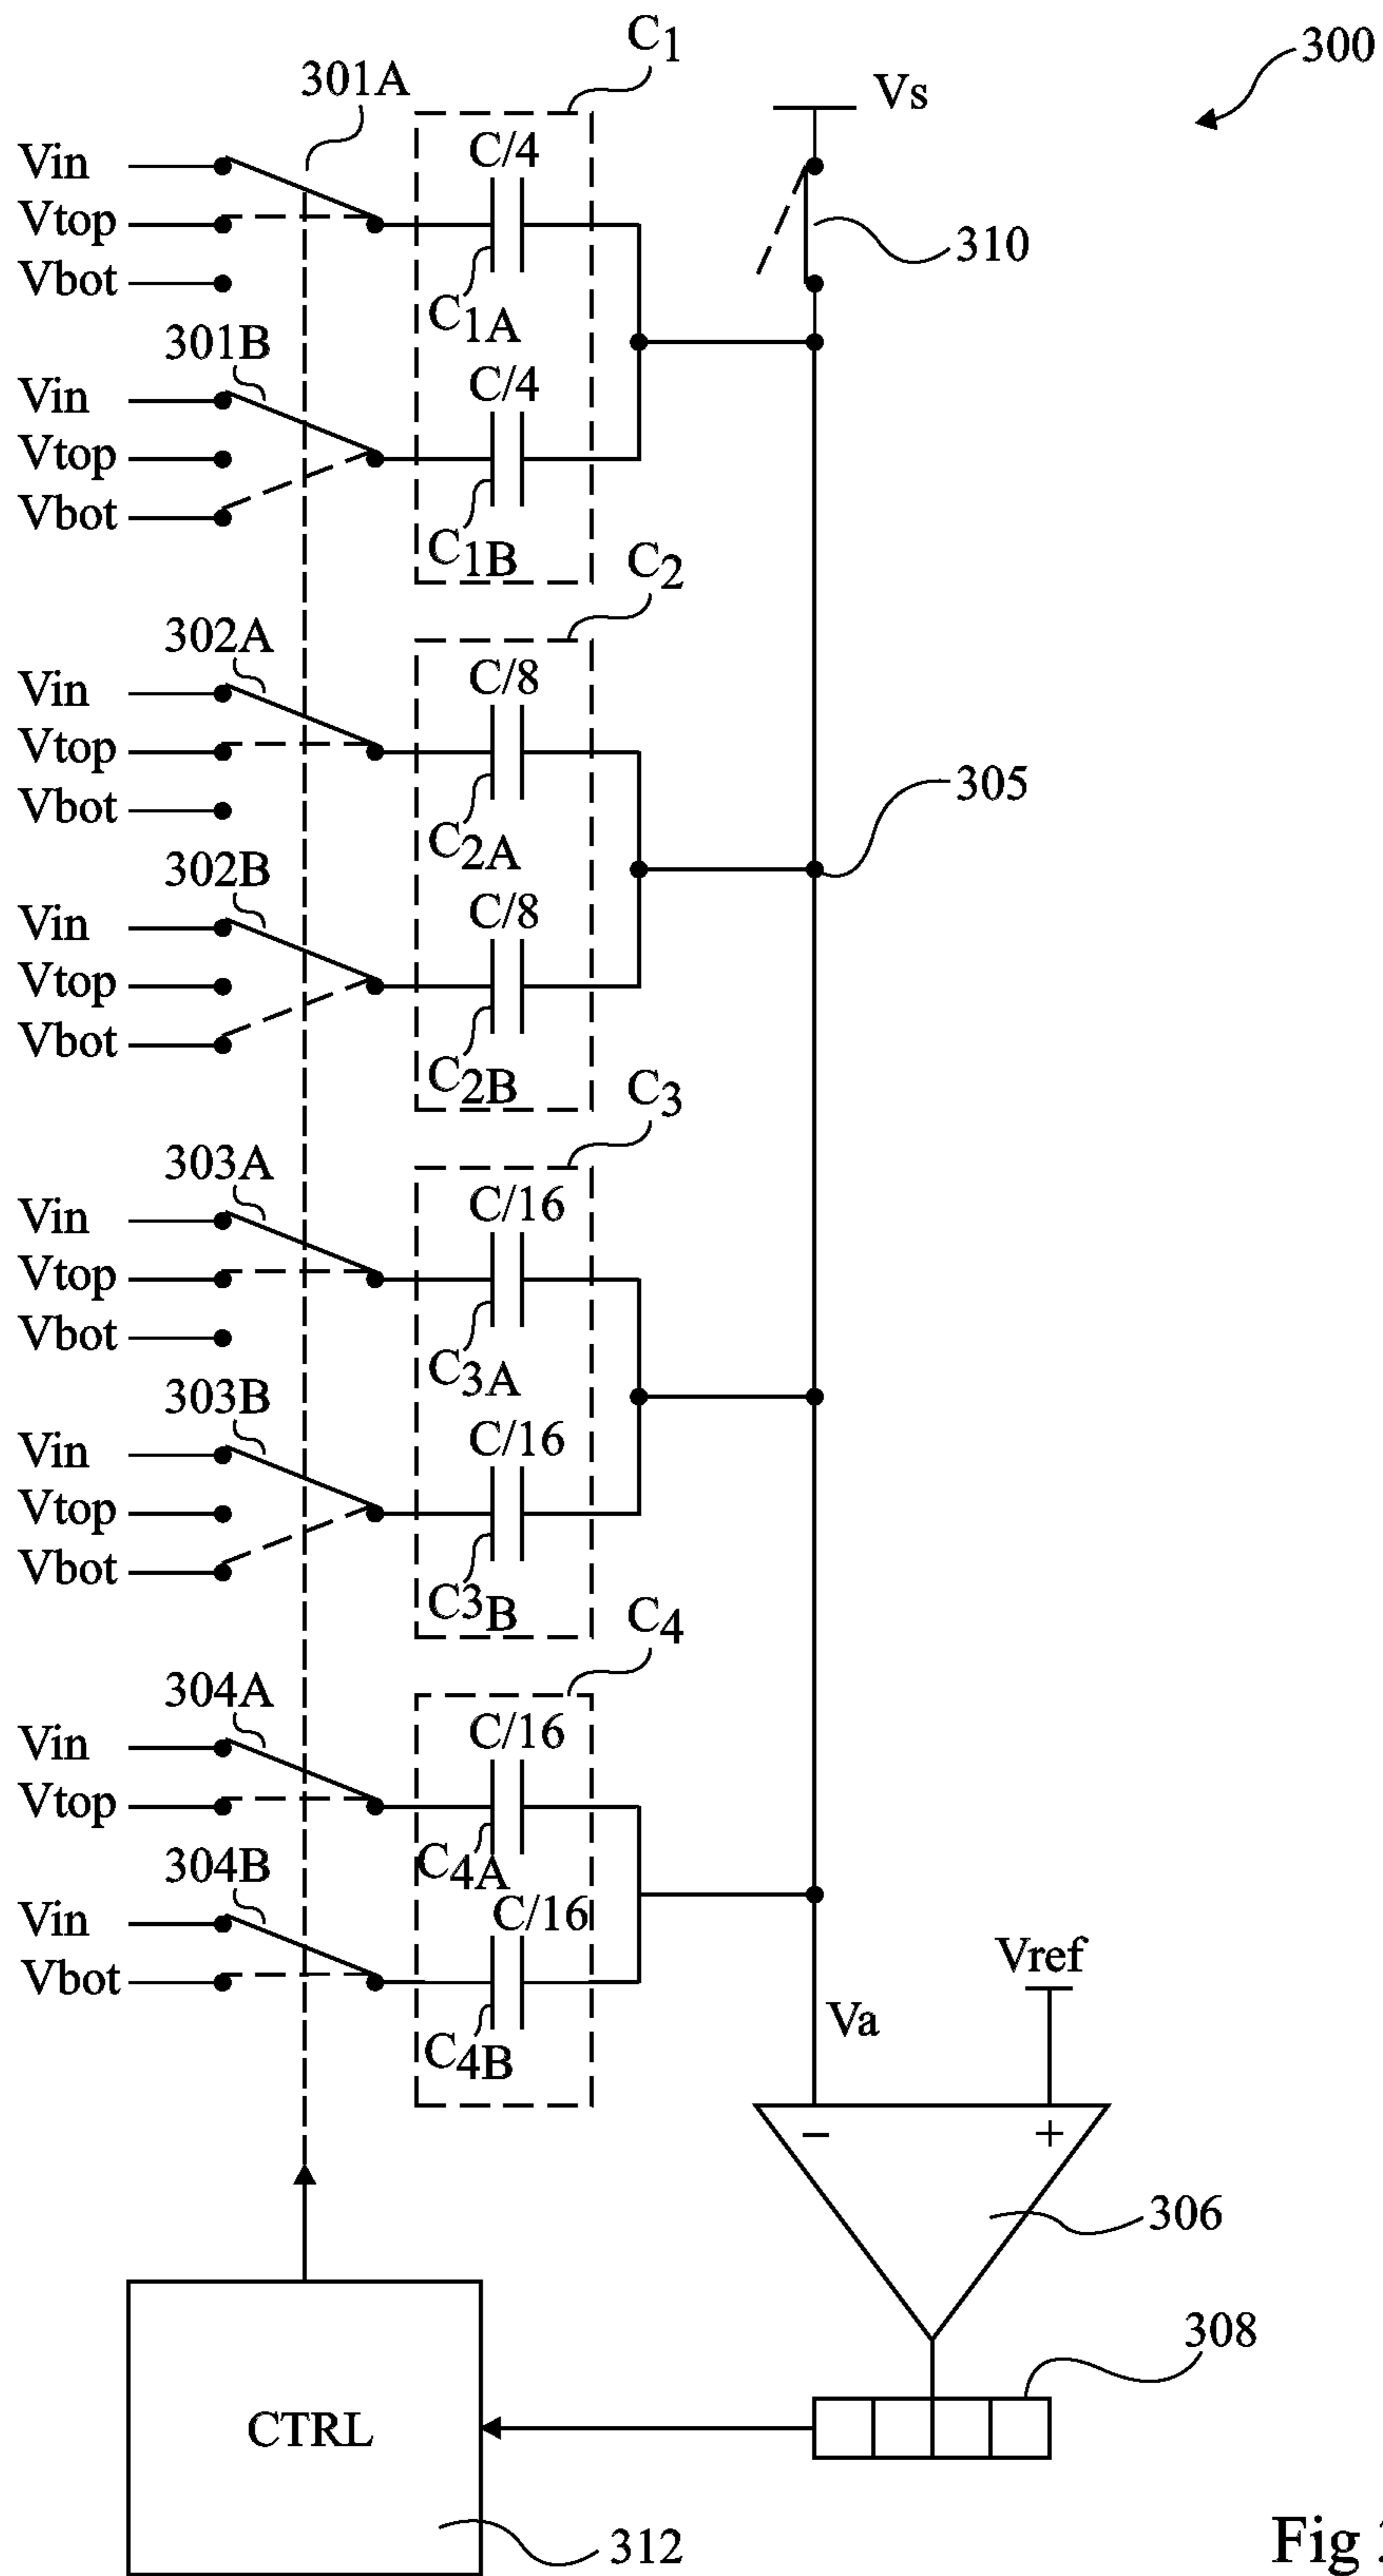 C1
300
301A
Vs
Vin
C/4
Vtop
310
Vbot
C1A
301B
C/4
Vin
Vtop
Vbot
C1B
C2
302A
C/8
Vin
Vtop
305
Vbot
C2A
302B
C/8
Vin
Vtop
Vbot
C2B
C3
303A
C/16
Vin
Vtop
Vbot
C3A
303B
C/16
Vin
Vtop
Vbot
C3B
C4
304A
C/16
Vin
Vtop
C4A
304B
C/16
Vin
Vref
Vbot
Va
C4B
− +
306
308
CTRL
312
Fig